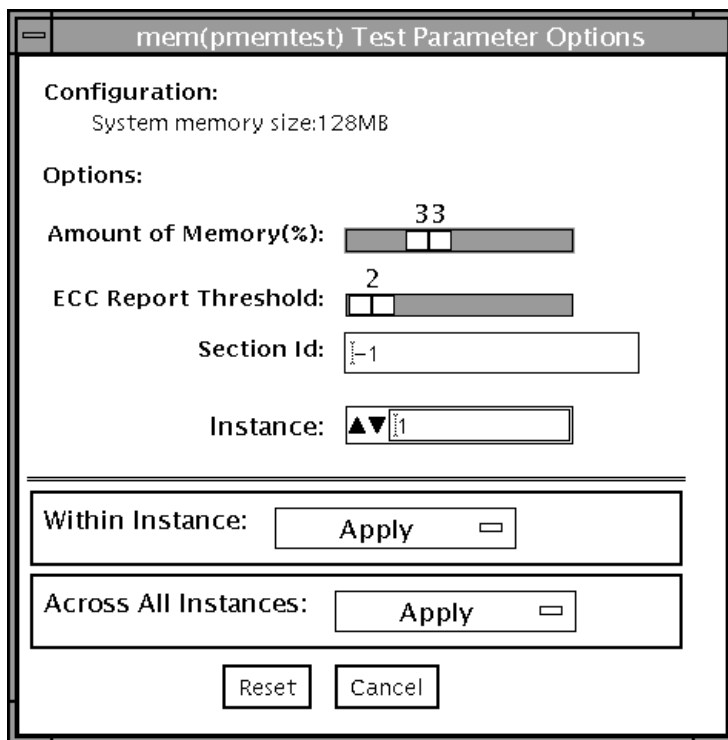 mem(pmemtest) Test Parameter Options
Configuration:
System memory size:128MB
Options:
33
Amount of Memory(%):
2
ECC Report Threshold:
Section Id: -1
Instance: 1
Within Instance: Apply
Across All Instances: Apply
Reset Cancel